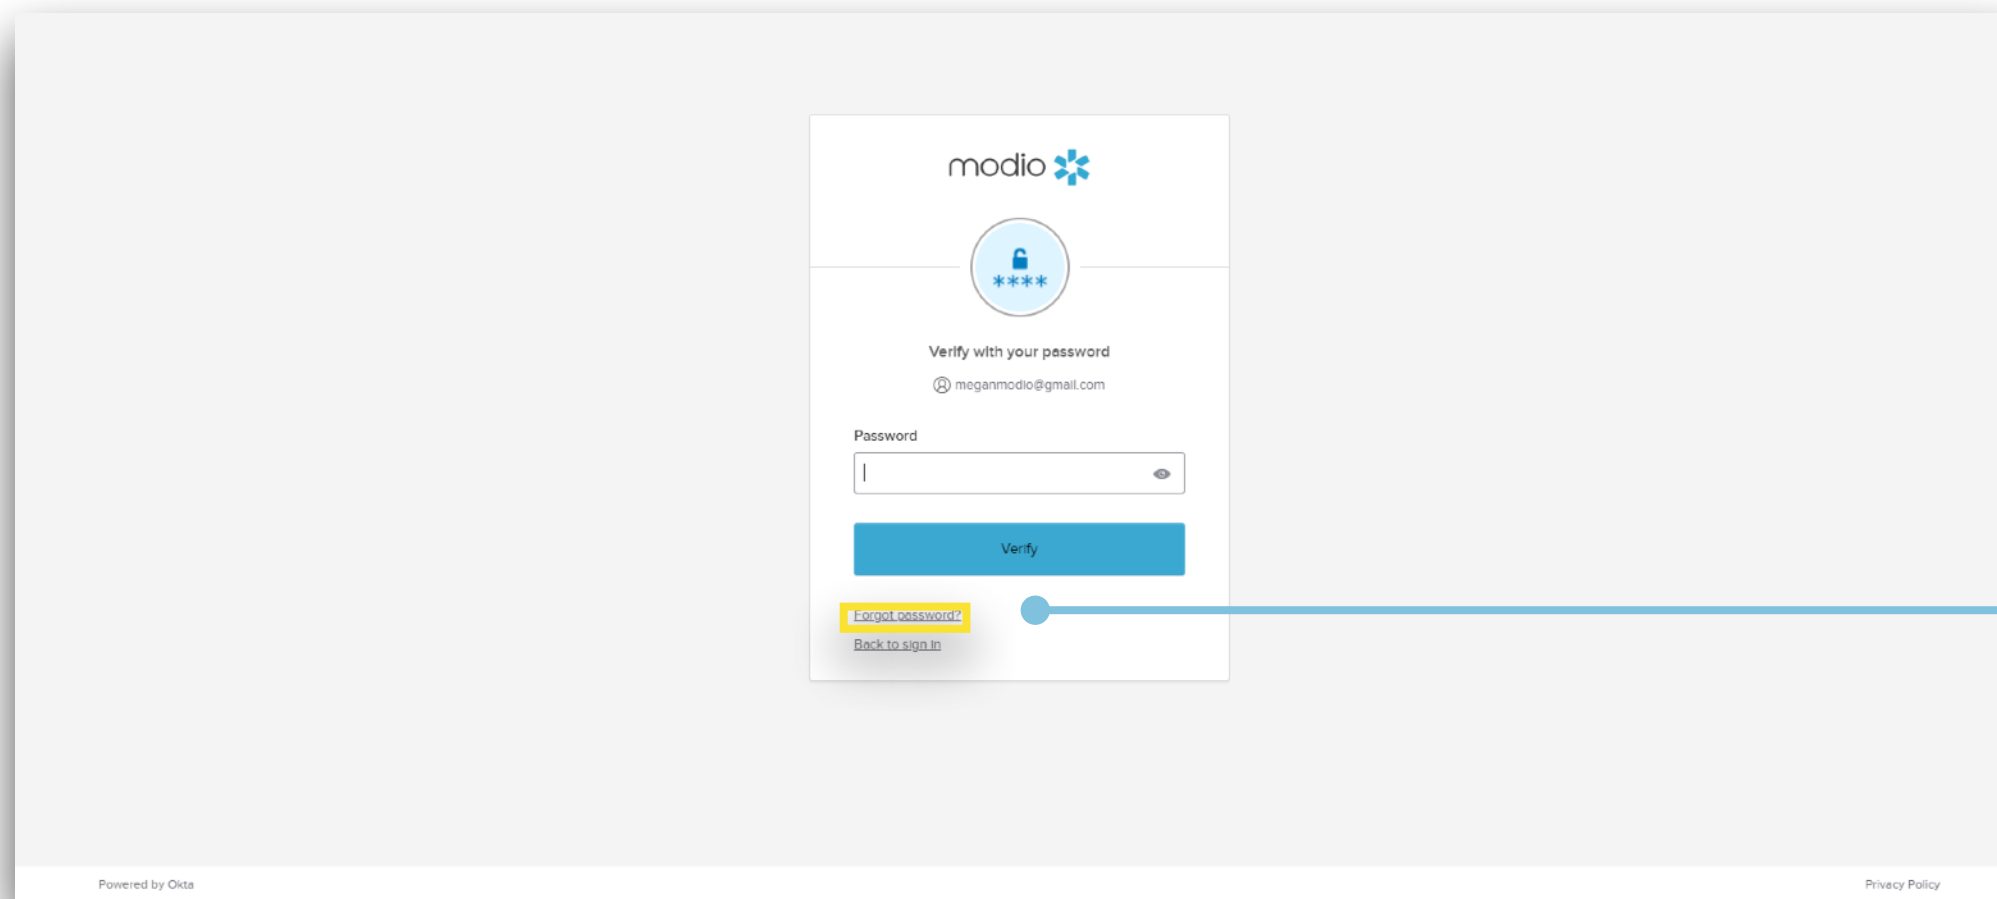 modio
****
Verify with your password
meganmodio@gmail.com
Password
Verify
Forgot password?
Back to sign in
Powered by Okta
Privacy Policy